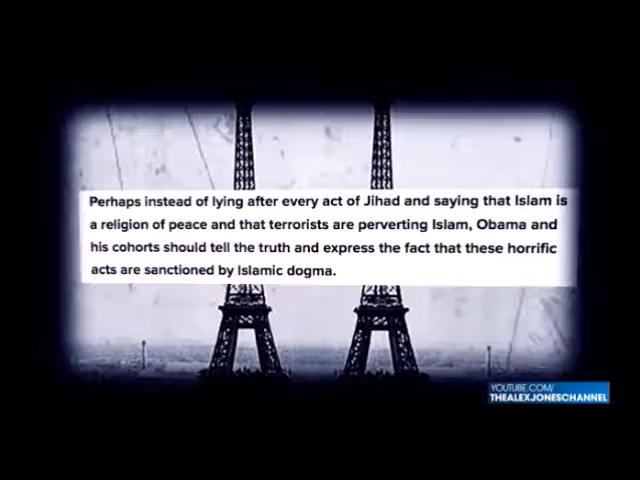 Perhaps instead of lying after every act of Jihad and saying that Islam is
a religion of peace and that terrorists are perverting Islam, Obama and
his cohorts should tell the truth and express the fact that these horrific
acts are sanctioned by Islamic dogma.
YOUTUBE.COM/
THEALEXJONESCHANNEL